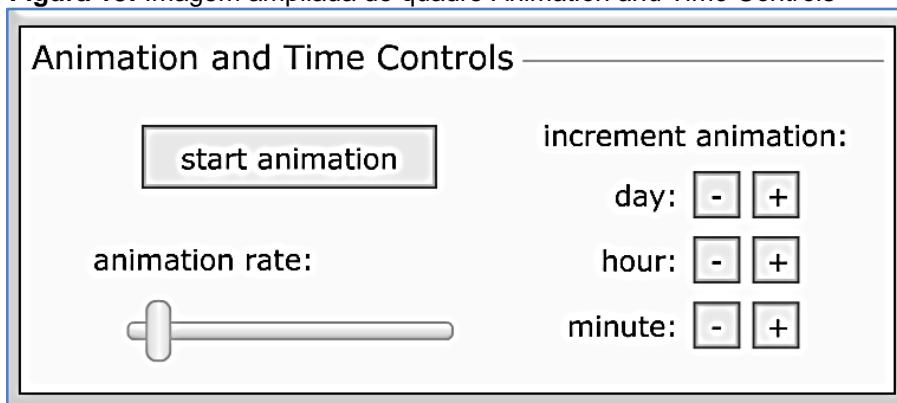 Figura Imagem ampliada do quadro Animation and Time Controls
Animation and Time Controls
start animation
animation rate:
increment animation:
day: - +
hour: - +
minute: - +